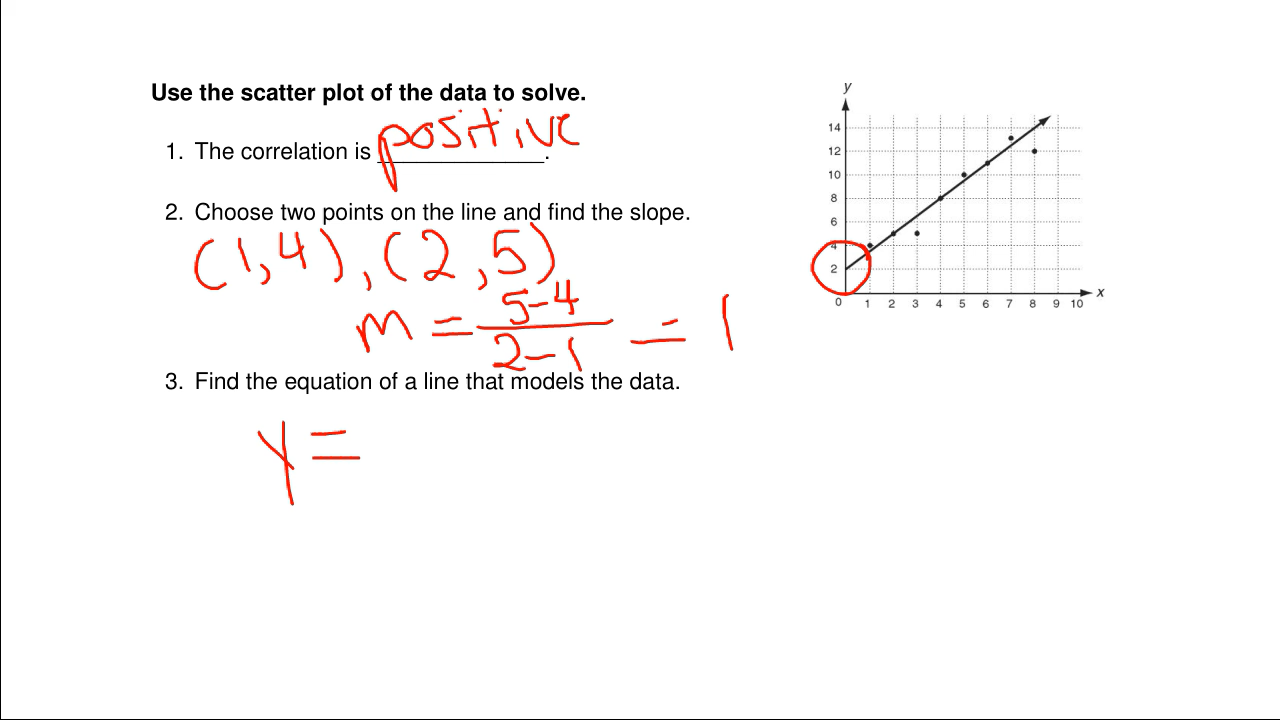 Use the scatter plot of the data to solve.
1. The correlation is positive.
2. Choose two points on the line and find the slope.
(1,4), (2,5)
m = 5-4 / 2-1 = 1
3. Find the equation of a line that models the data.
y =
y
14
12
10
8
6
4
2
0 1 2 3 4 5 6 7 8 9 10 x